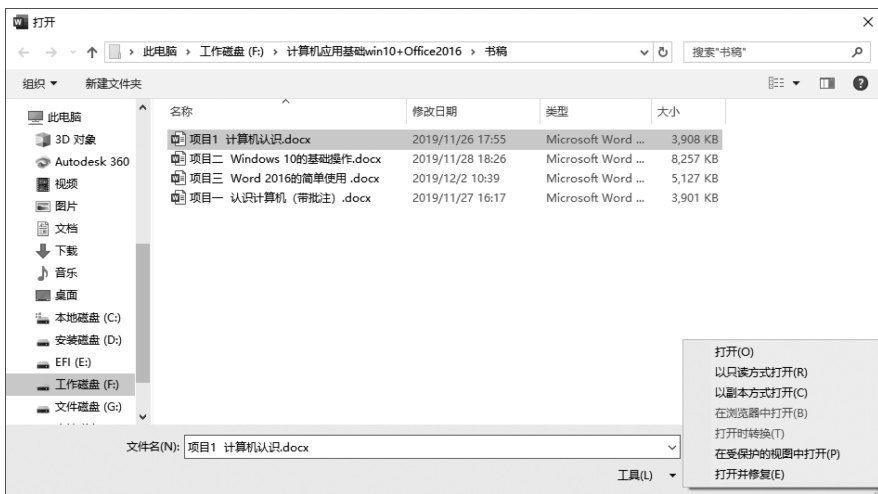 打开
此电脑 › 工作磁盘 (F:) › 计算机应用基础win10+Office2016 › 书稿
搜索"书稿"
组织 新建文件夹
名称 修改日期 类型 大小
项目1 计算机认识.docx 2019/11/26 17:55 Microsoft Word ... 3,908 KB
项目二 Windows 10的基础操作.docx 2019/11/28 18:26 Microsoft Word ... 8,257 KB
项目三 Word 2016的简单使用 .docx 2019/12/2 10:39 Microsoft Word ... 5,127 KB
项目一 认识计算机（带批注）.docx 2019/11/27 16:17 Microsoft Word ... 3,901 KB
此电脑
3D 对象
Autodesk 360
视频
图片
文档
下载
音乐
桌面
本地磁盘 (C:)
安装磁盘 (D:)
EFI (E:)
工作磁盘 (F:)
文件磁盘 (G:)
文件名(N): 项目1 计算机认识.docx
工具(L)
打开(O)
以只读方式打开(R)
以副本方式打开(C)
在浏览器中打开(B)
打开时转换(T)
在受保护的视图中打开(P)
打开并修复(E)